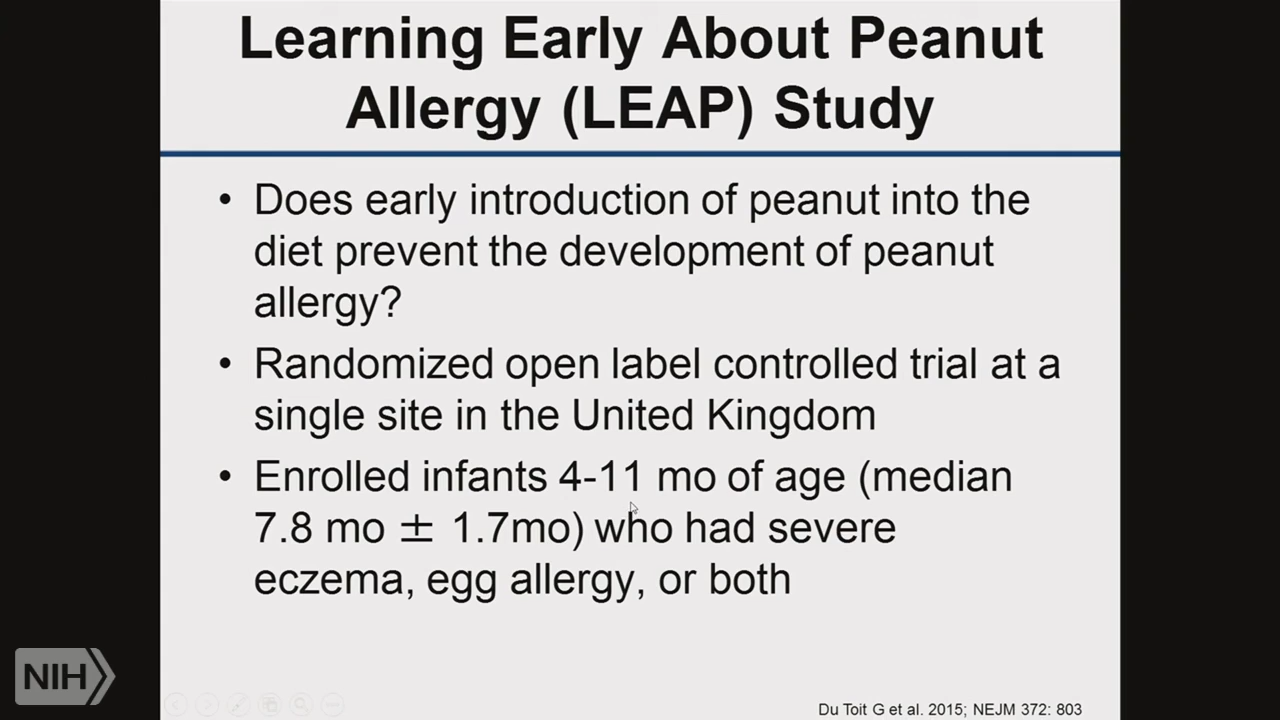 Learning Early About Peanut
Allergy (LEAP) Study
• Does early introduction of peanut into the
diet prevent the development of peanut
allergy?
• Randomized open label controlled trial at a
single site in the United Kingdom
• Enrolled infants 4-11 mo of age (median
7.8 mo ± 1.7mo) who had severe
eczema, egg allergy, or both
NIH
Du Toit G et al. 2015; NEJM 372: 803